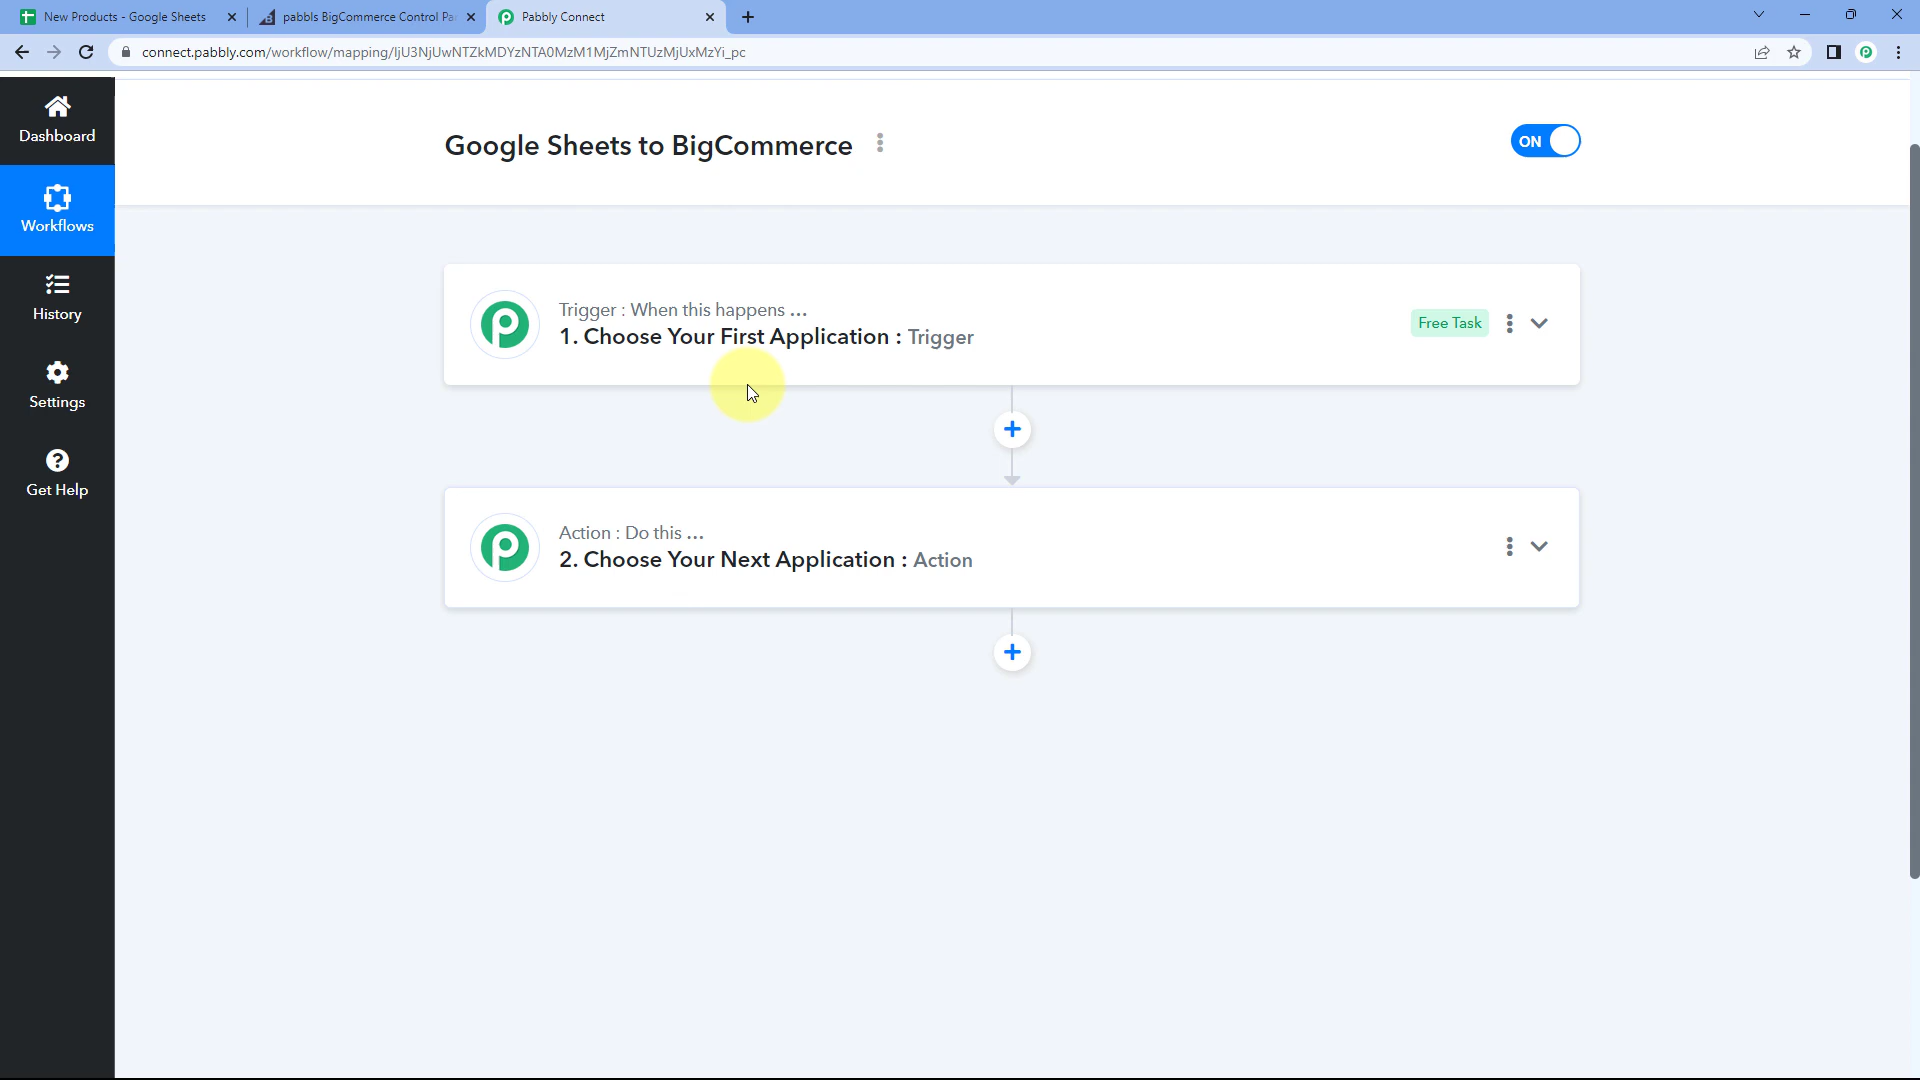 New Products - Google Sheets
pabbls BigCommerce Control Pa
Pabbly Connect
connect.pabbly.com/workflow/mapping/IjU3NjUwNTZkMDYzNTA0MzM1MjZmNTUzMjUxMzYi_pc
Dashboard
Workflows
History
Settings
Get Help
Google Sheets to BigCommerce
ON
Trigger : When this happens ...
1. Choose Your First Application : Trigger
Free Task
Action : Do this ...
2. Choose Your Next Application : Action